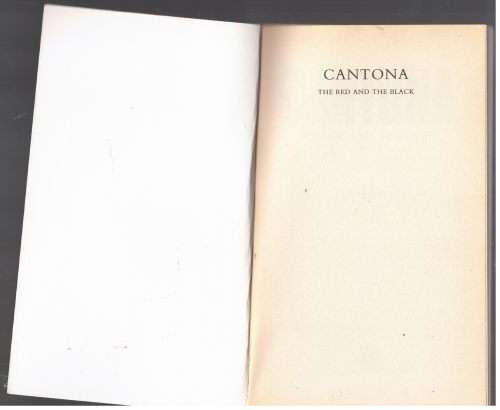 CANTONA
THE RED AND THE BLACK